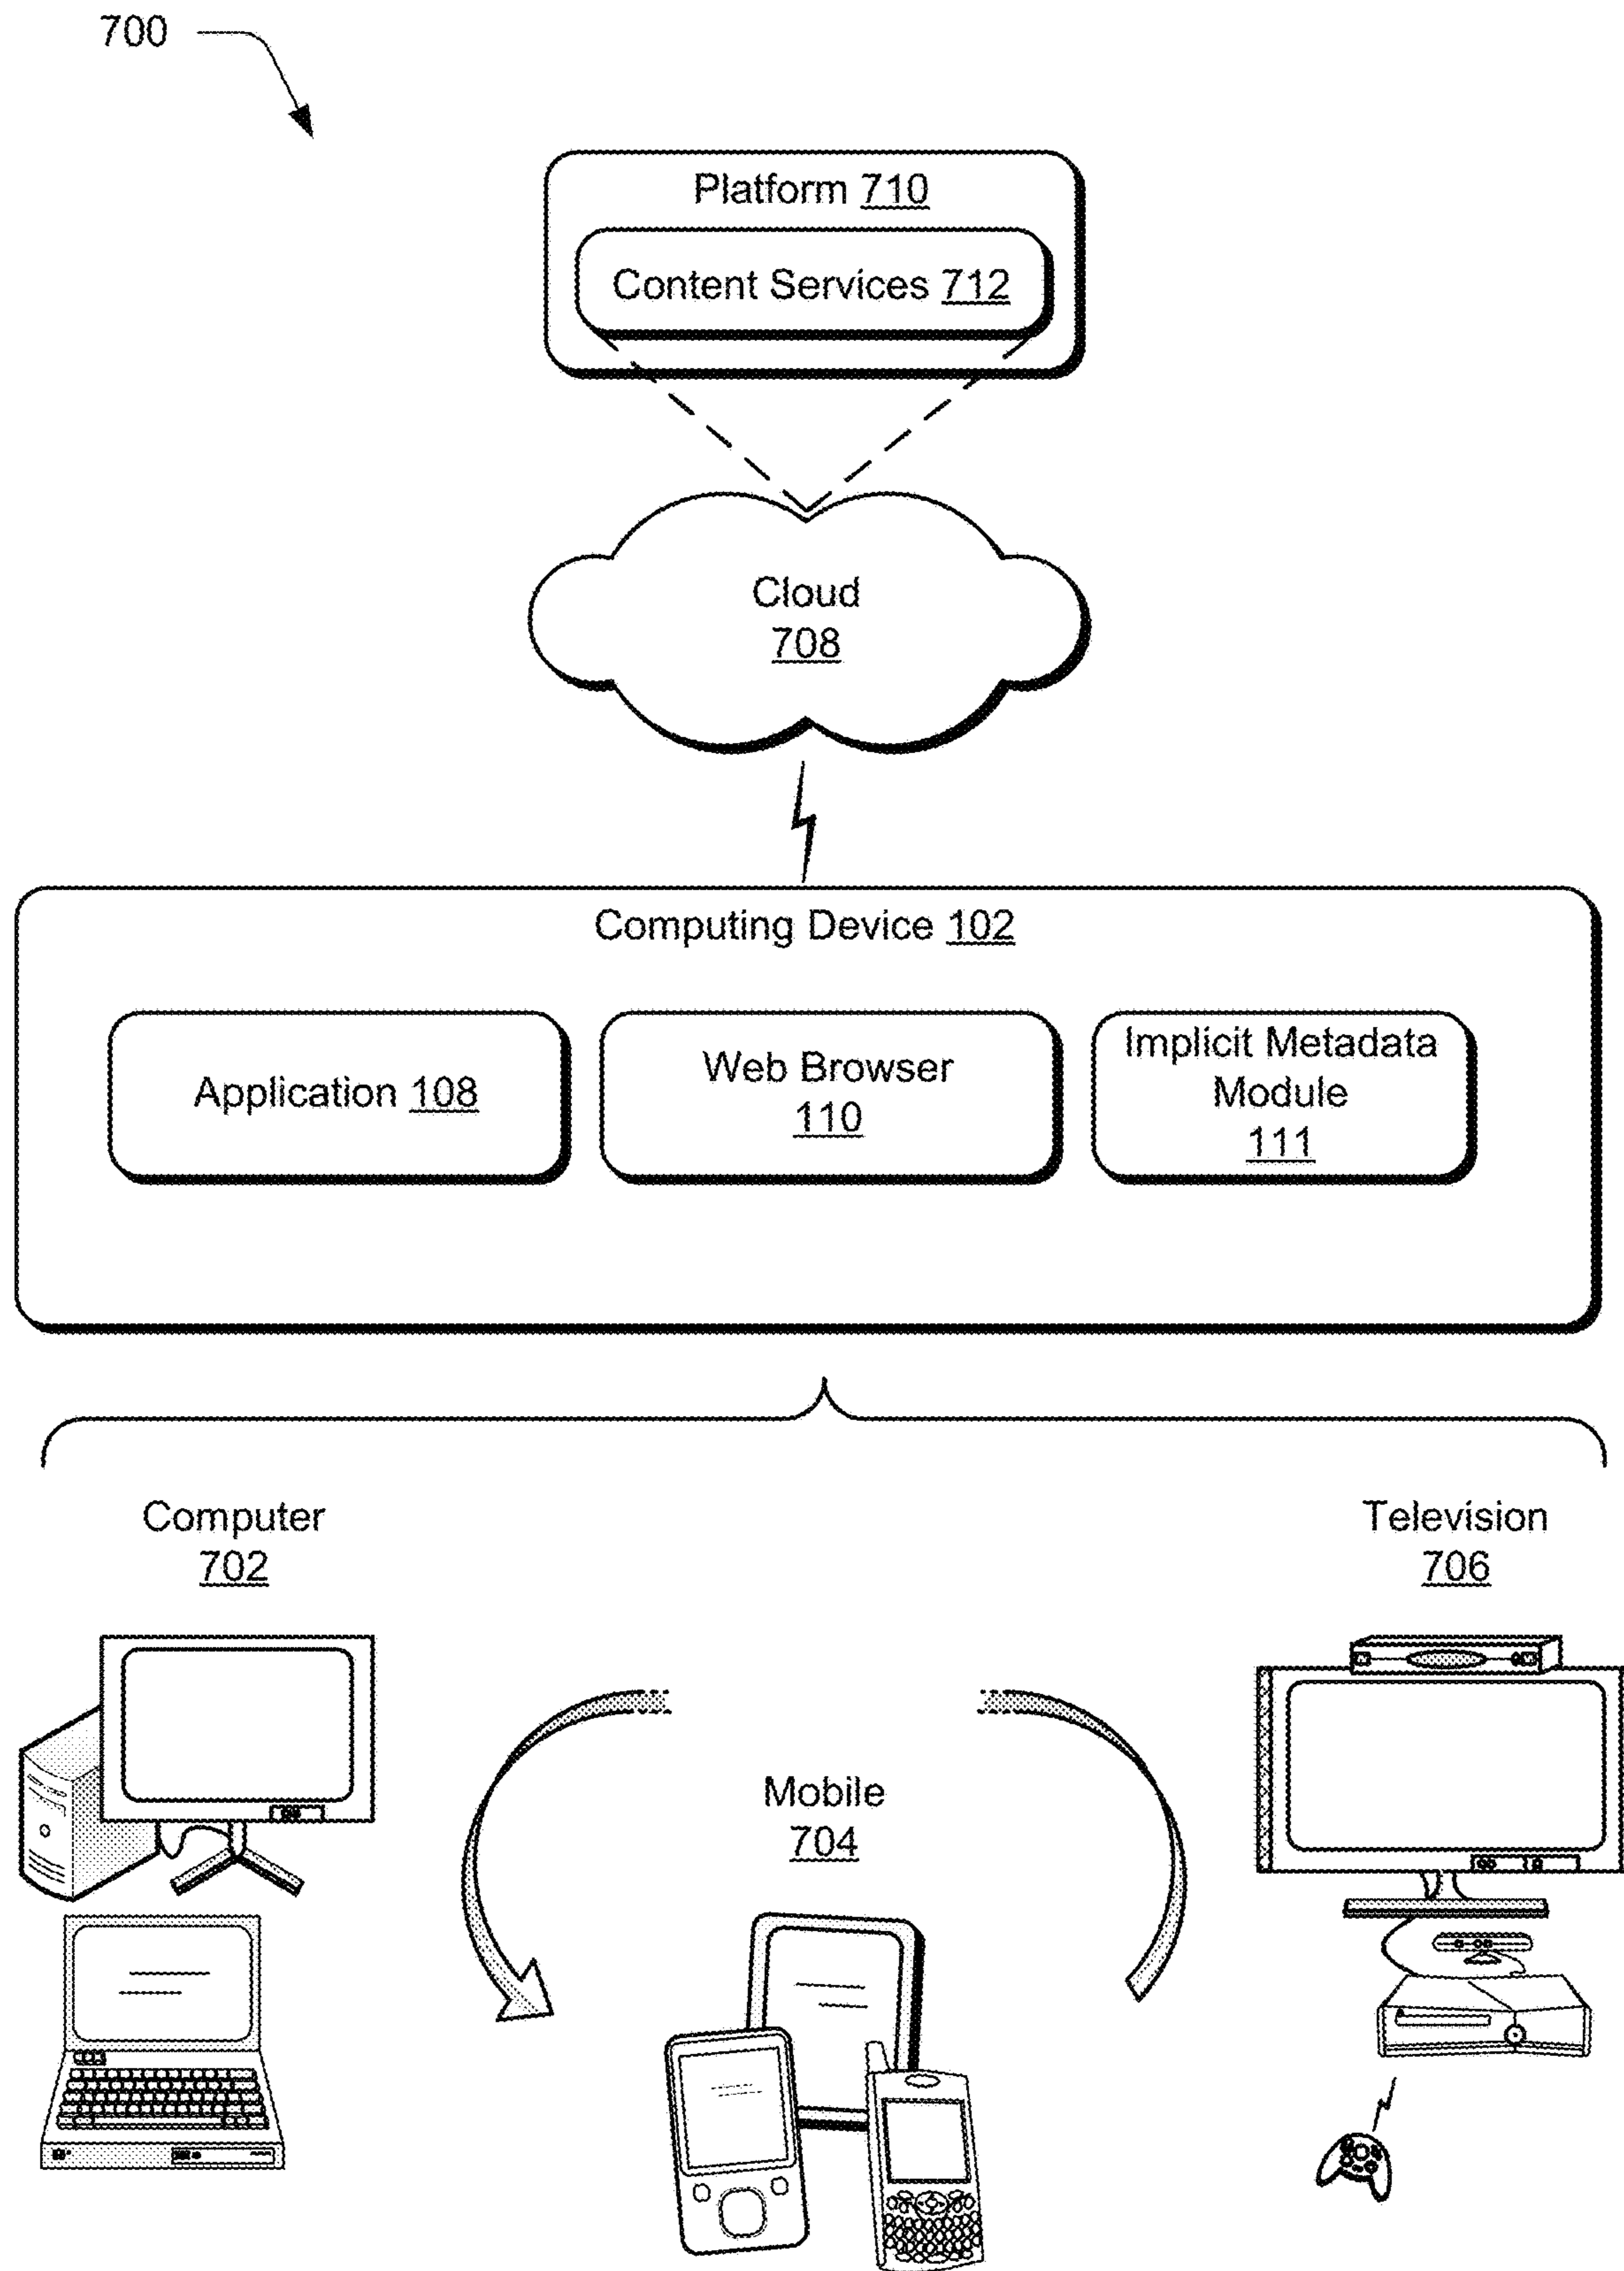 700
Platform 710
Content Services 712
Cloud
708
Computing Device 102
Application 108
Web Browser
110
Implicit Metadata
Module
111
Computer
702
Television
706
Mobile
704